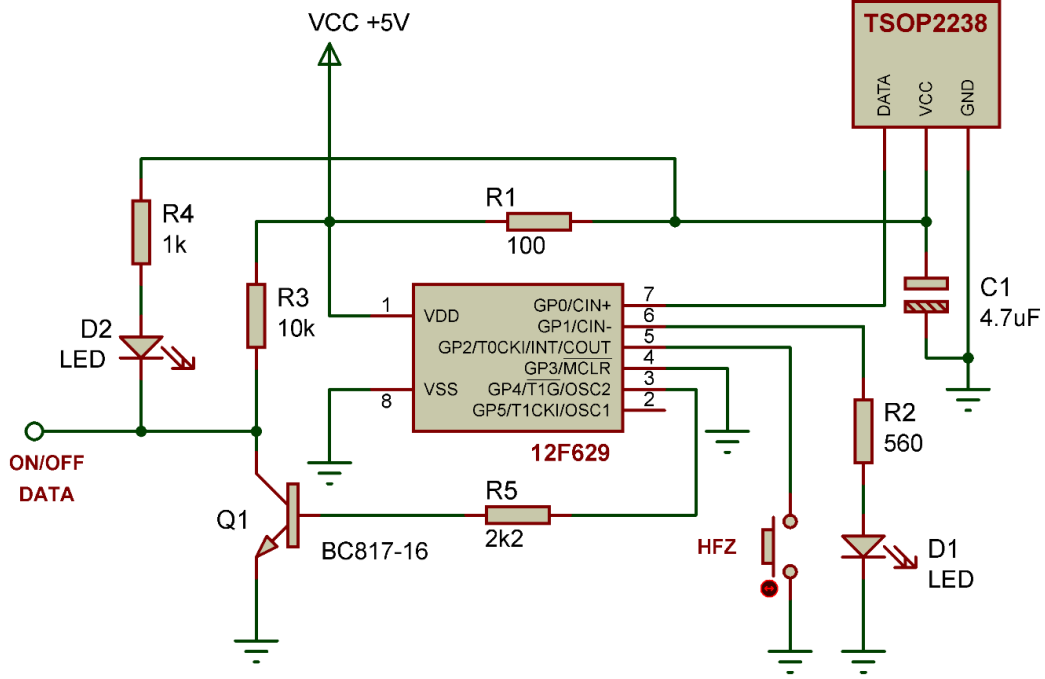 VCC +5V
TSOP2238
DATA
VCC
GND
R4
1k
R1
100
R3
10k
C1
4.7uF
D2
LED
1
VDD
8
VSS
GP0/CIN+
7
GP1/CIN-
6
GP2/T0CKI/INT/COUT
5
GP3/MCLR
4
GP4/T1G/OSC2
3
GP5/T1CKI/OSC1
2
12F629
R2
560
ON/OFF
DATA
Q1
BC817-16
R5
2k2
HFZ
D1
LED